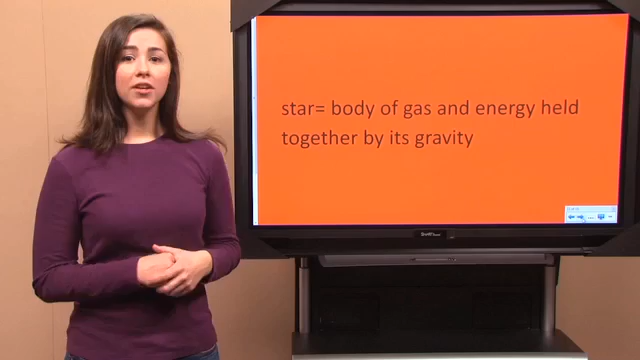 star= body of gas and energy held
together by its gravity